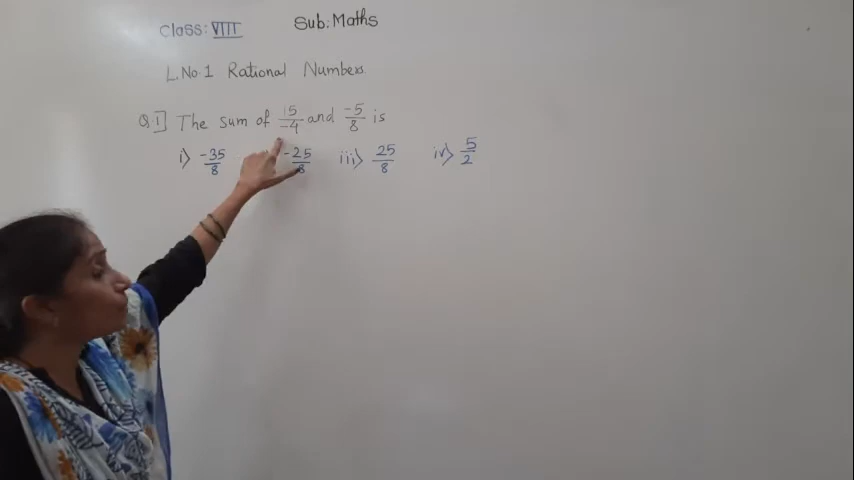 Class: VIII Sub: Maths
L.No.1 Rational Numbers.
Q.1] The sum of 15/-4 and -5/8 is
i) -35/8 -25/8 iii) 25/8 iv) 5/2